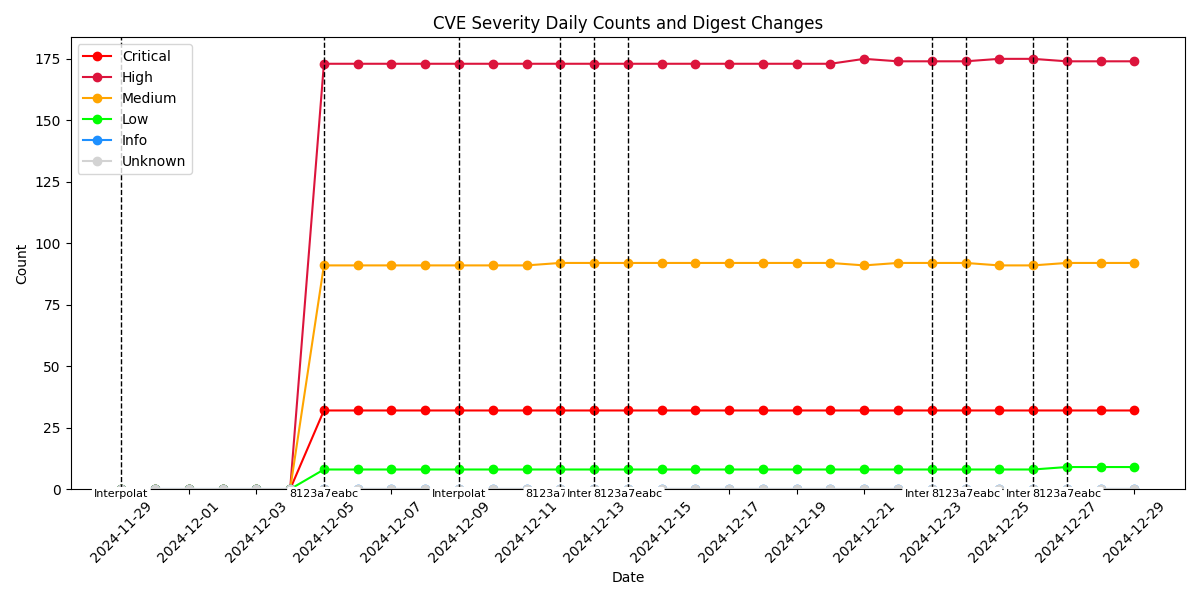 CVE Severity Daily Counts and Digest Changes
Critical
High
Medium
Low
Info
Unknown
175
150
125
100
75
50
25
0
Count
Interpolat
8123a7eabc
Interpolat
8123a7
Inter
8123a7eabc
Inter
8123a7eabc
Inter
8123a7eabc
2024-11-29
2024-12-01
2024-12-03
2024-12-05
2024-12-07
2024-12-09
2024-12-11
2024-12-13
2024-12-15
2024-12-17
2024-12-19
2024-12-21
2024-12-23
2024-12-25
2024-12-27
2024-12-29
Date